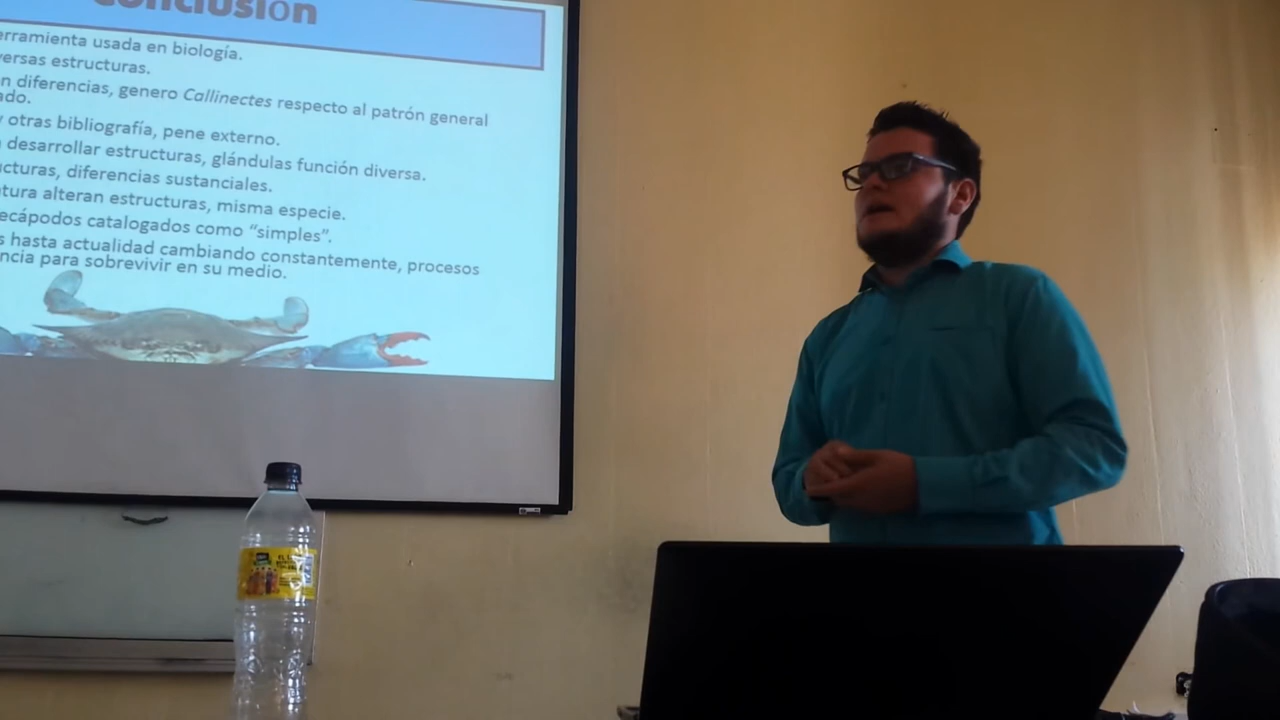 Conclusión
erramienta usada en biología.
versas estructuras.
n diferencias, genero Callinectes respecto al patrón general
ado.
y otras bibliografía, pene externo.
desarrollar estructuras, glándulas función diversa.
ucturas, diferencias sustanciales.
atura alteran estructuras, misma especie.
ecápodos catalogados como “simples”.
s hasta actualidad cambiando constantemente, procesos
ncia para sobrevivir en su medio.